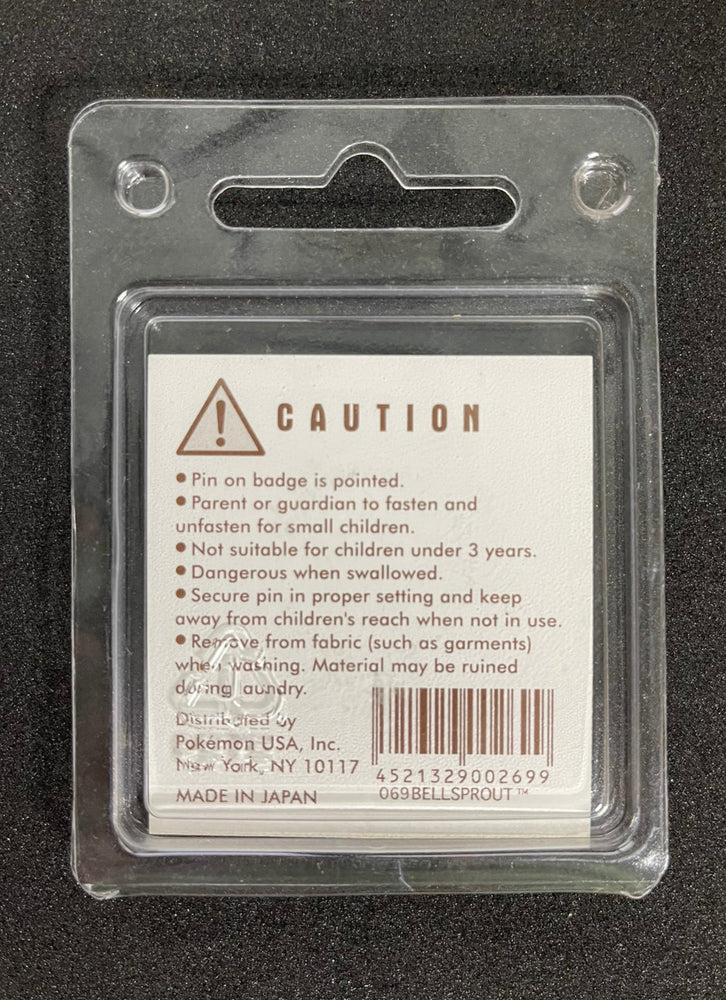 CAUTION
● Pin on badge is pointed.
● Parent or guardian to fasten and
unfasten for small children.
● Not suitable for children under 3 years.
● Dangerous when swallowed.
● Secure pin in proper setting and keep
away from children's reach when not in use.
● Remove from fabric (such as garments)
when washing. Material may be ruined
during laundry.
Distributed by
Pokémon USA, Inc.
New York, NY 10117
MADE IN JAPAN
4521329002699
069BELLSPROUT™